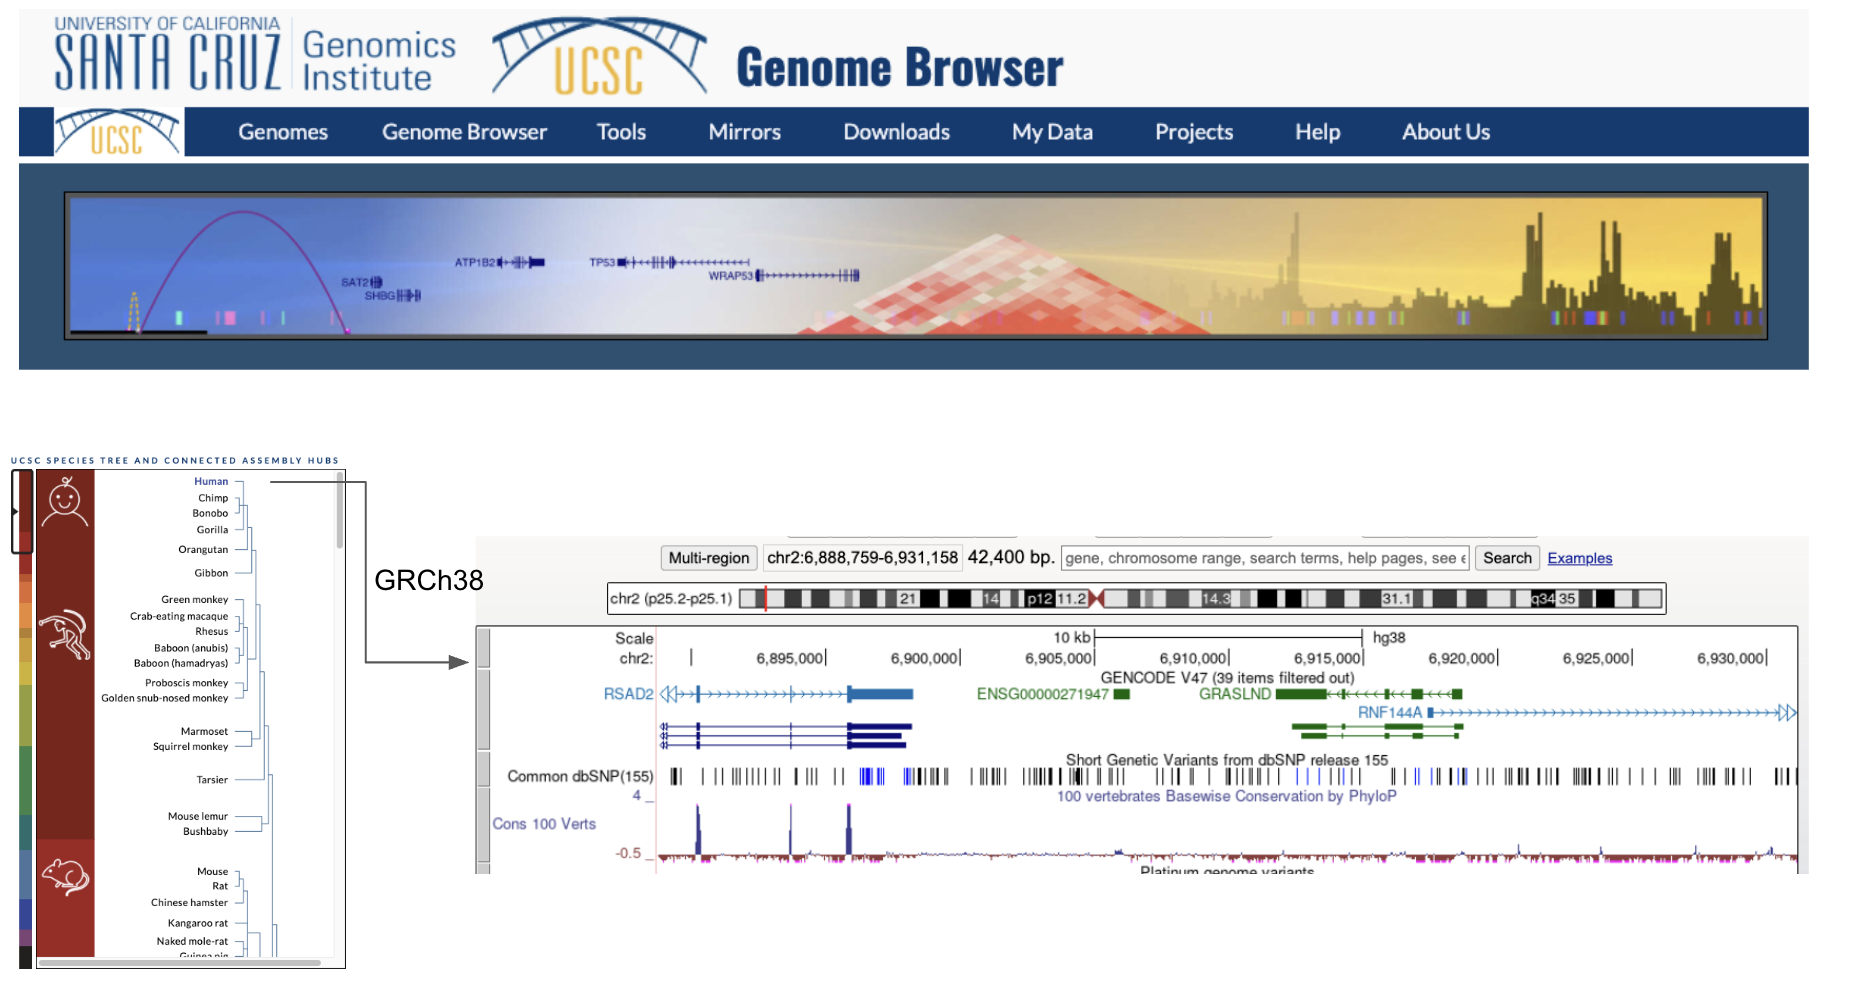 UNIVERSITY OF CALIFORNIA
SANTA CRUZ
Genomics
Institute
UCSC
Genome Browser
UCSC
Genomes
Genome Browser
Tools
Mirrors
Downloads
My Data
Projects
Help
About Us
ATP1B2
TP53
WRAP53
SAT2
SHBG
UCSC SPECIES TREE AND CONNECTED ASSEMBLY HUBS
Human
Chimp
Bonobo
Gorilla
Orangutan
Gibbon
Green monkey
Crab-eating macaque
Rhesus
Baboon (anubis)
Baboon (hamadryas)
Proboscis monkey
Golden snub-nosed monkey
Marmoset
Squirrel monkey
Tarsier
Mouse lemur
Bushbaby
Mouse
Rat
Chinese hamster
Kangaroo rat
Naked mole-rat
Guinea pig
GRCh38
Multi-region chr2:6,888,759-6,931,158 42,400 bp. gene, chromosome range, search terms, help pages, see e Search Examples
chr2 (p25.2-p25.1) 21 14 p12 11.2 14.3 31.1 q34 35
Scale 10 kb hg38
chr2: 6,895,000 6,900,000 6,905,000 6,910,000 6,915,000 6,920,000 6,925,000 6,930,000
GENCODE V47 (39 items filtered out)
RSAD2 ENSG00000271947 GRASLND
RNF144A
Short Genetic Variants from dbSNP release 155
Common dbSNP(155)
100 vertebrates Basewise Conservation by PhyloP
4
Cons 100 Verts
-0.5
Platinum genome variants